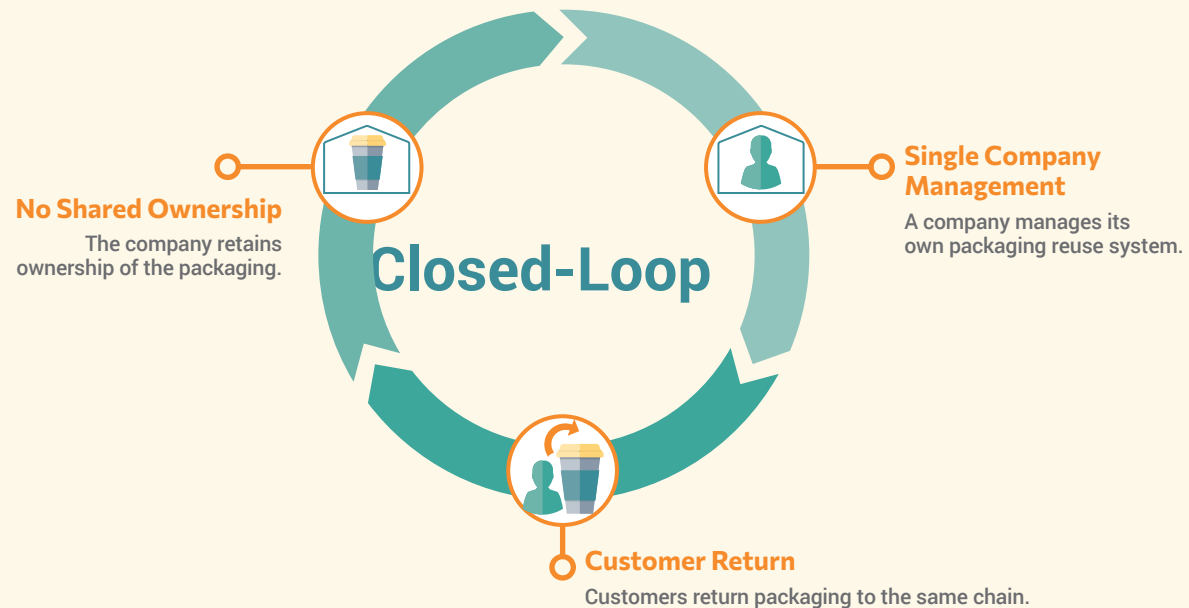 No Shared Ownership
The company retains
ownership of the packaging.
Closed-Loop
Single Company
Management
A company manages its
own packaging reuse system.
Customer Return
Customers return packaging to the same chain.